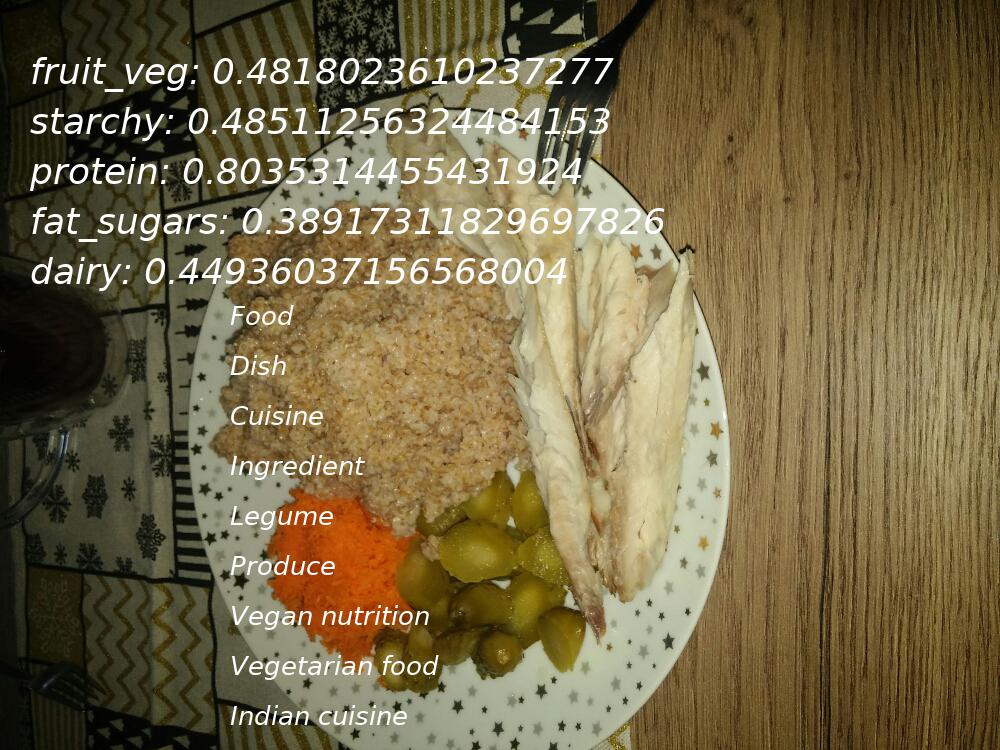 fruit_veg: 0.4818023610237277
starchy: 0.48511256324484153
protein: 0.8035314455431924
fat_sugars: 0.38917311829697826
dairy: 0.44936037156568004
Food
Dish
Cuisine
Ingredient
Legume
Produce
Vegan nutrition
Vegetarian food
Indian cuisine